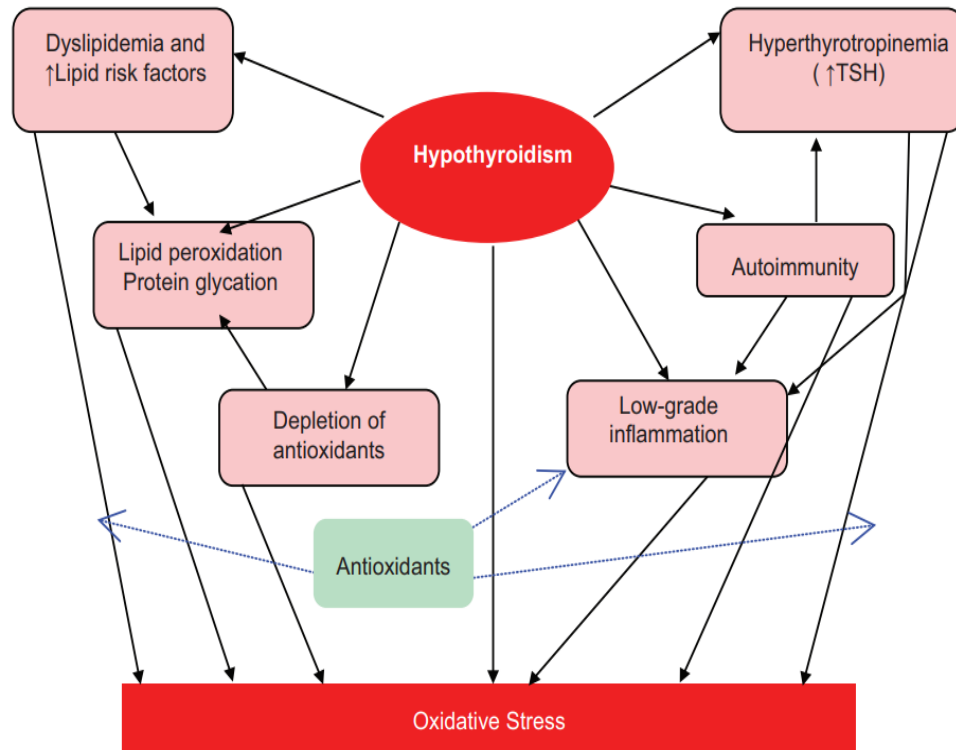 Dyslipidemia and
↑Lipid risk factors
Hyperthyrotropinemia
( ↑TSH)
Hypothyroidism
Lipid peroxidation
Protein glycation
Autoimmunity
Depletion of
antioxidants
Low-grade
inflammation
Antioxidants
Oxidative Stress